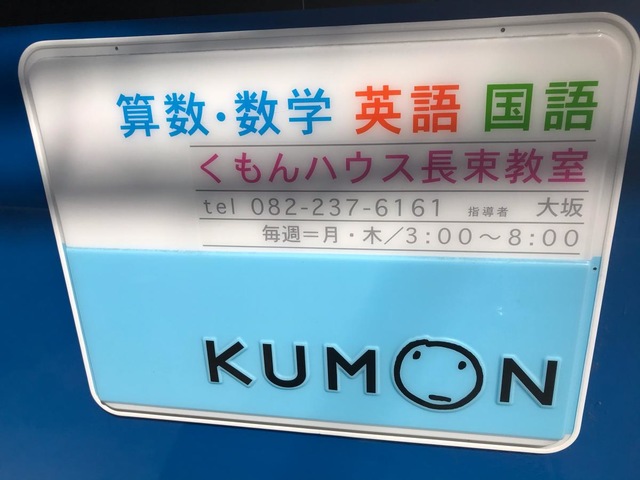 算数・数学 英語 国語
くもんハウス長束教室
tel 082-237-6161 指導者 大坂
毎週=月・木/3:00〜8:00
KUMON